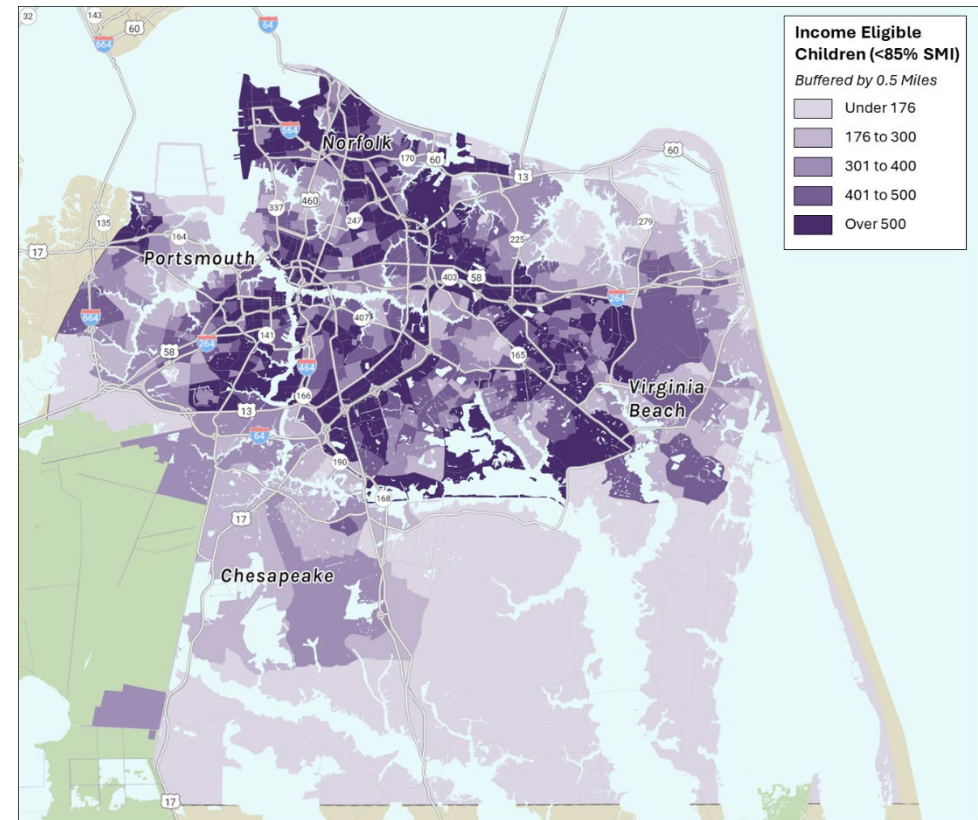 Income Eligible
Children (<85% SMI)
Buffered by 0.5 Miles
Under 176
176 to 300
301 to 400
401 to 500
Over 500
32
143
60
64
664
564
Norfolk
170
60
60
13
337
460
135
247
279
164
225
17
Portsmouth
403
58
264
664
407
141
264
58
165
464
166
Virginia
Beach
13
64
190
168
17
Chesapeake
17